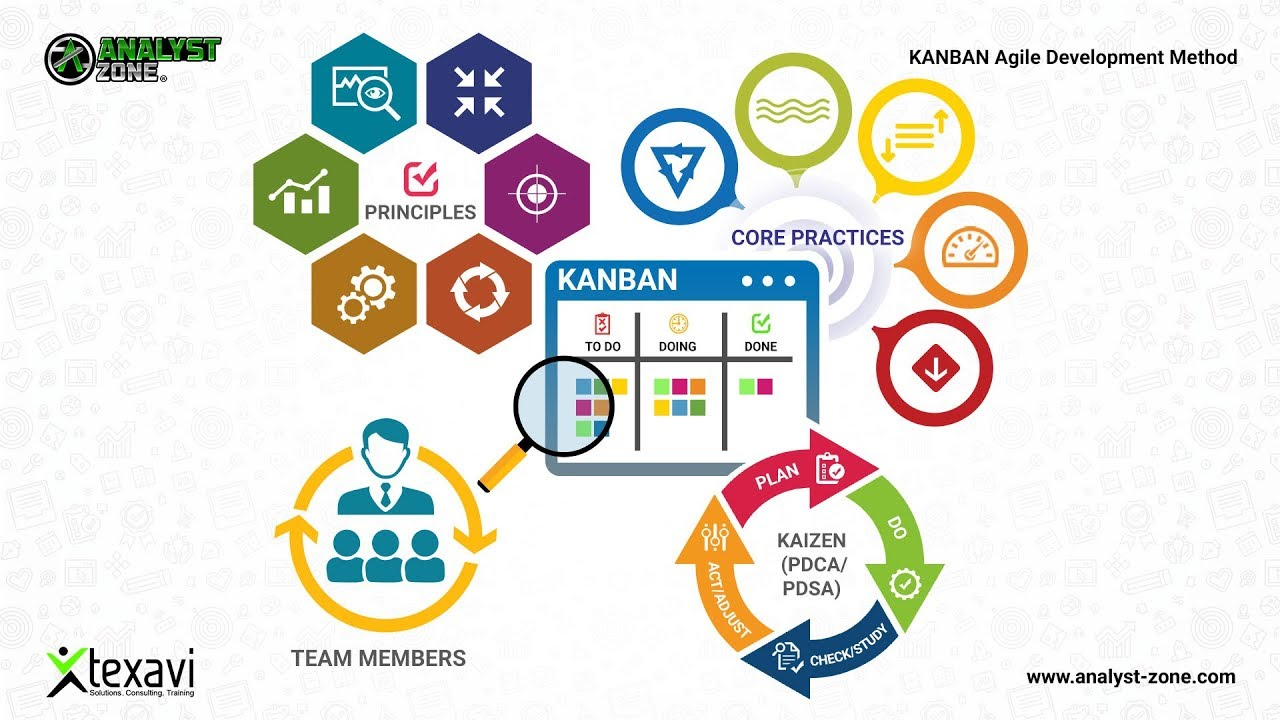 ANALYST
ZONE®
KANBAN Agile Development Method
PRINCIPLES
CORE PRACTICES
KANBAN
TO DO
DOING
DONE
PLAN
DO
CHECK/STUDY
ACT/ADJUST
KAIZEN
(PDCA/
PDSA)
TEAM MEMBERS
texavi
Solutions. Consulting. Training
www.analyst-zone.com